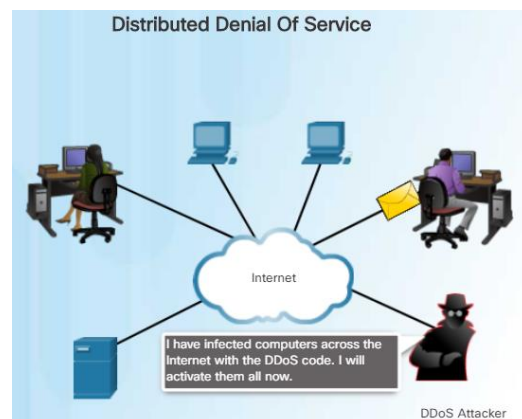 Distributed Denial Of Service
Internet
I have infected computers across the
Internet with the DDoS code. I will
activate them all now.
DDoS Attacker